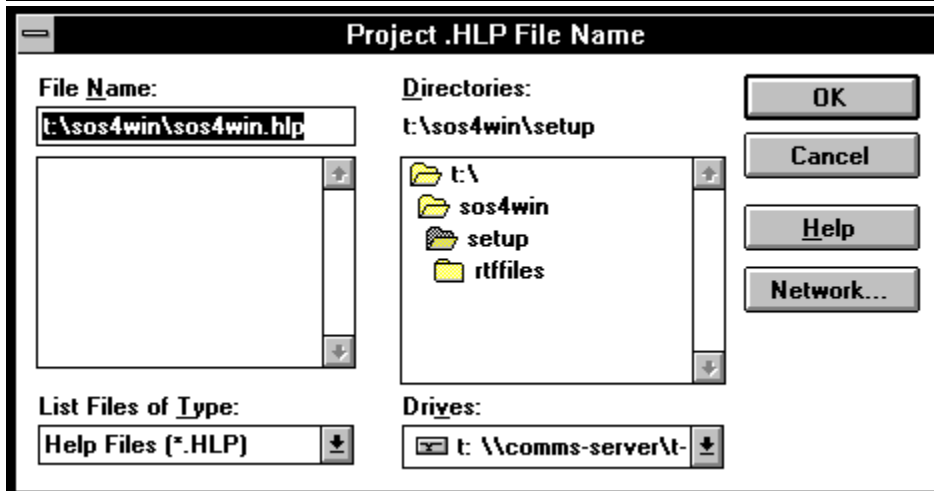 Project .HLP File Name
File Name:
t:\sos4win\sos4win.hlp
Directories:
t:\sos4win\setup
t:\
sos4win
setup
rtffiles
List Files of Type:
Help Files (*.HLP)
Drives:
t: \\comms-server\t-
OK
Cancel
Help
Network...